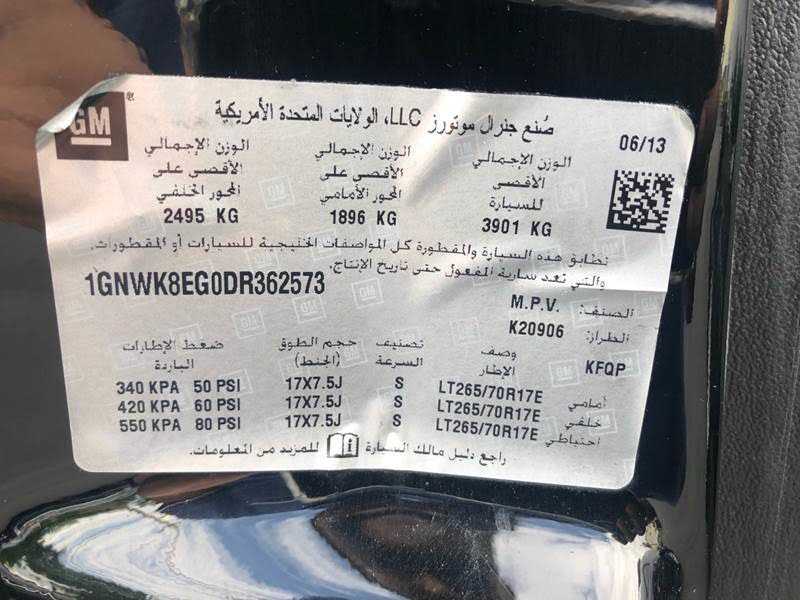 GM
صُنع جنرال موتورز LLC، الولايات المتحدة الأمريكية
06/13
الوزن الإجمالي الأقصى للسيارة
3901 KG
الوزن الإجمالي الأقصى على المحور الأمامي
1896 KG
الوزن الإجمالي الأقصى على المحور الخلفي
2495 KG
تطابق هذه السيارة والمقطورة كل المواصفات الخليجية للسيارات أو المقطورات.
والتي تعد سارية المفعول حتى تاريخ الإنتاج.
1GNWK8EG0DR362573
الصنف: M.P.V.
الطراز: K20906
KFQP وصف الإطار تصنيف السرعة حجم الطوق (الجنط) ضغط الإطارات الباردة
أمامي LT265/70R17E S 17X7.5J 340 KPA 50 PSI
خلفي LT265/70R17E S 17X7.5J 420 KPA 60 PSI
احتياطي LT265/70R17E S 17X7.5J 550 KPA 80 PSI
راجع دليل مالك السيارة للمزيد من المعلومات.